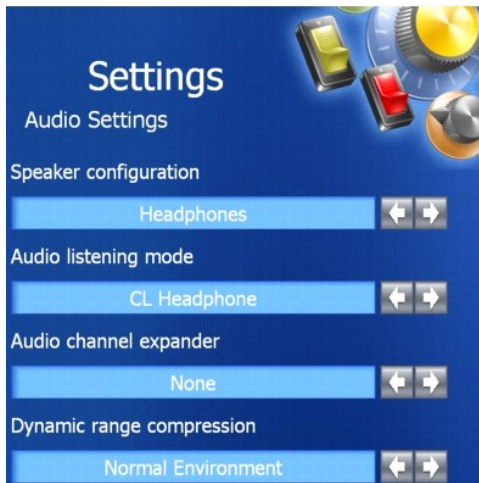 Settings
Audio Settings
Speaker configuration
Headphones
Audio listening mode
CL Headphone
Audio channel expander
None
Dynamic range compression
Normal Environment